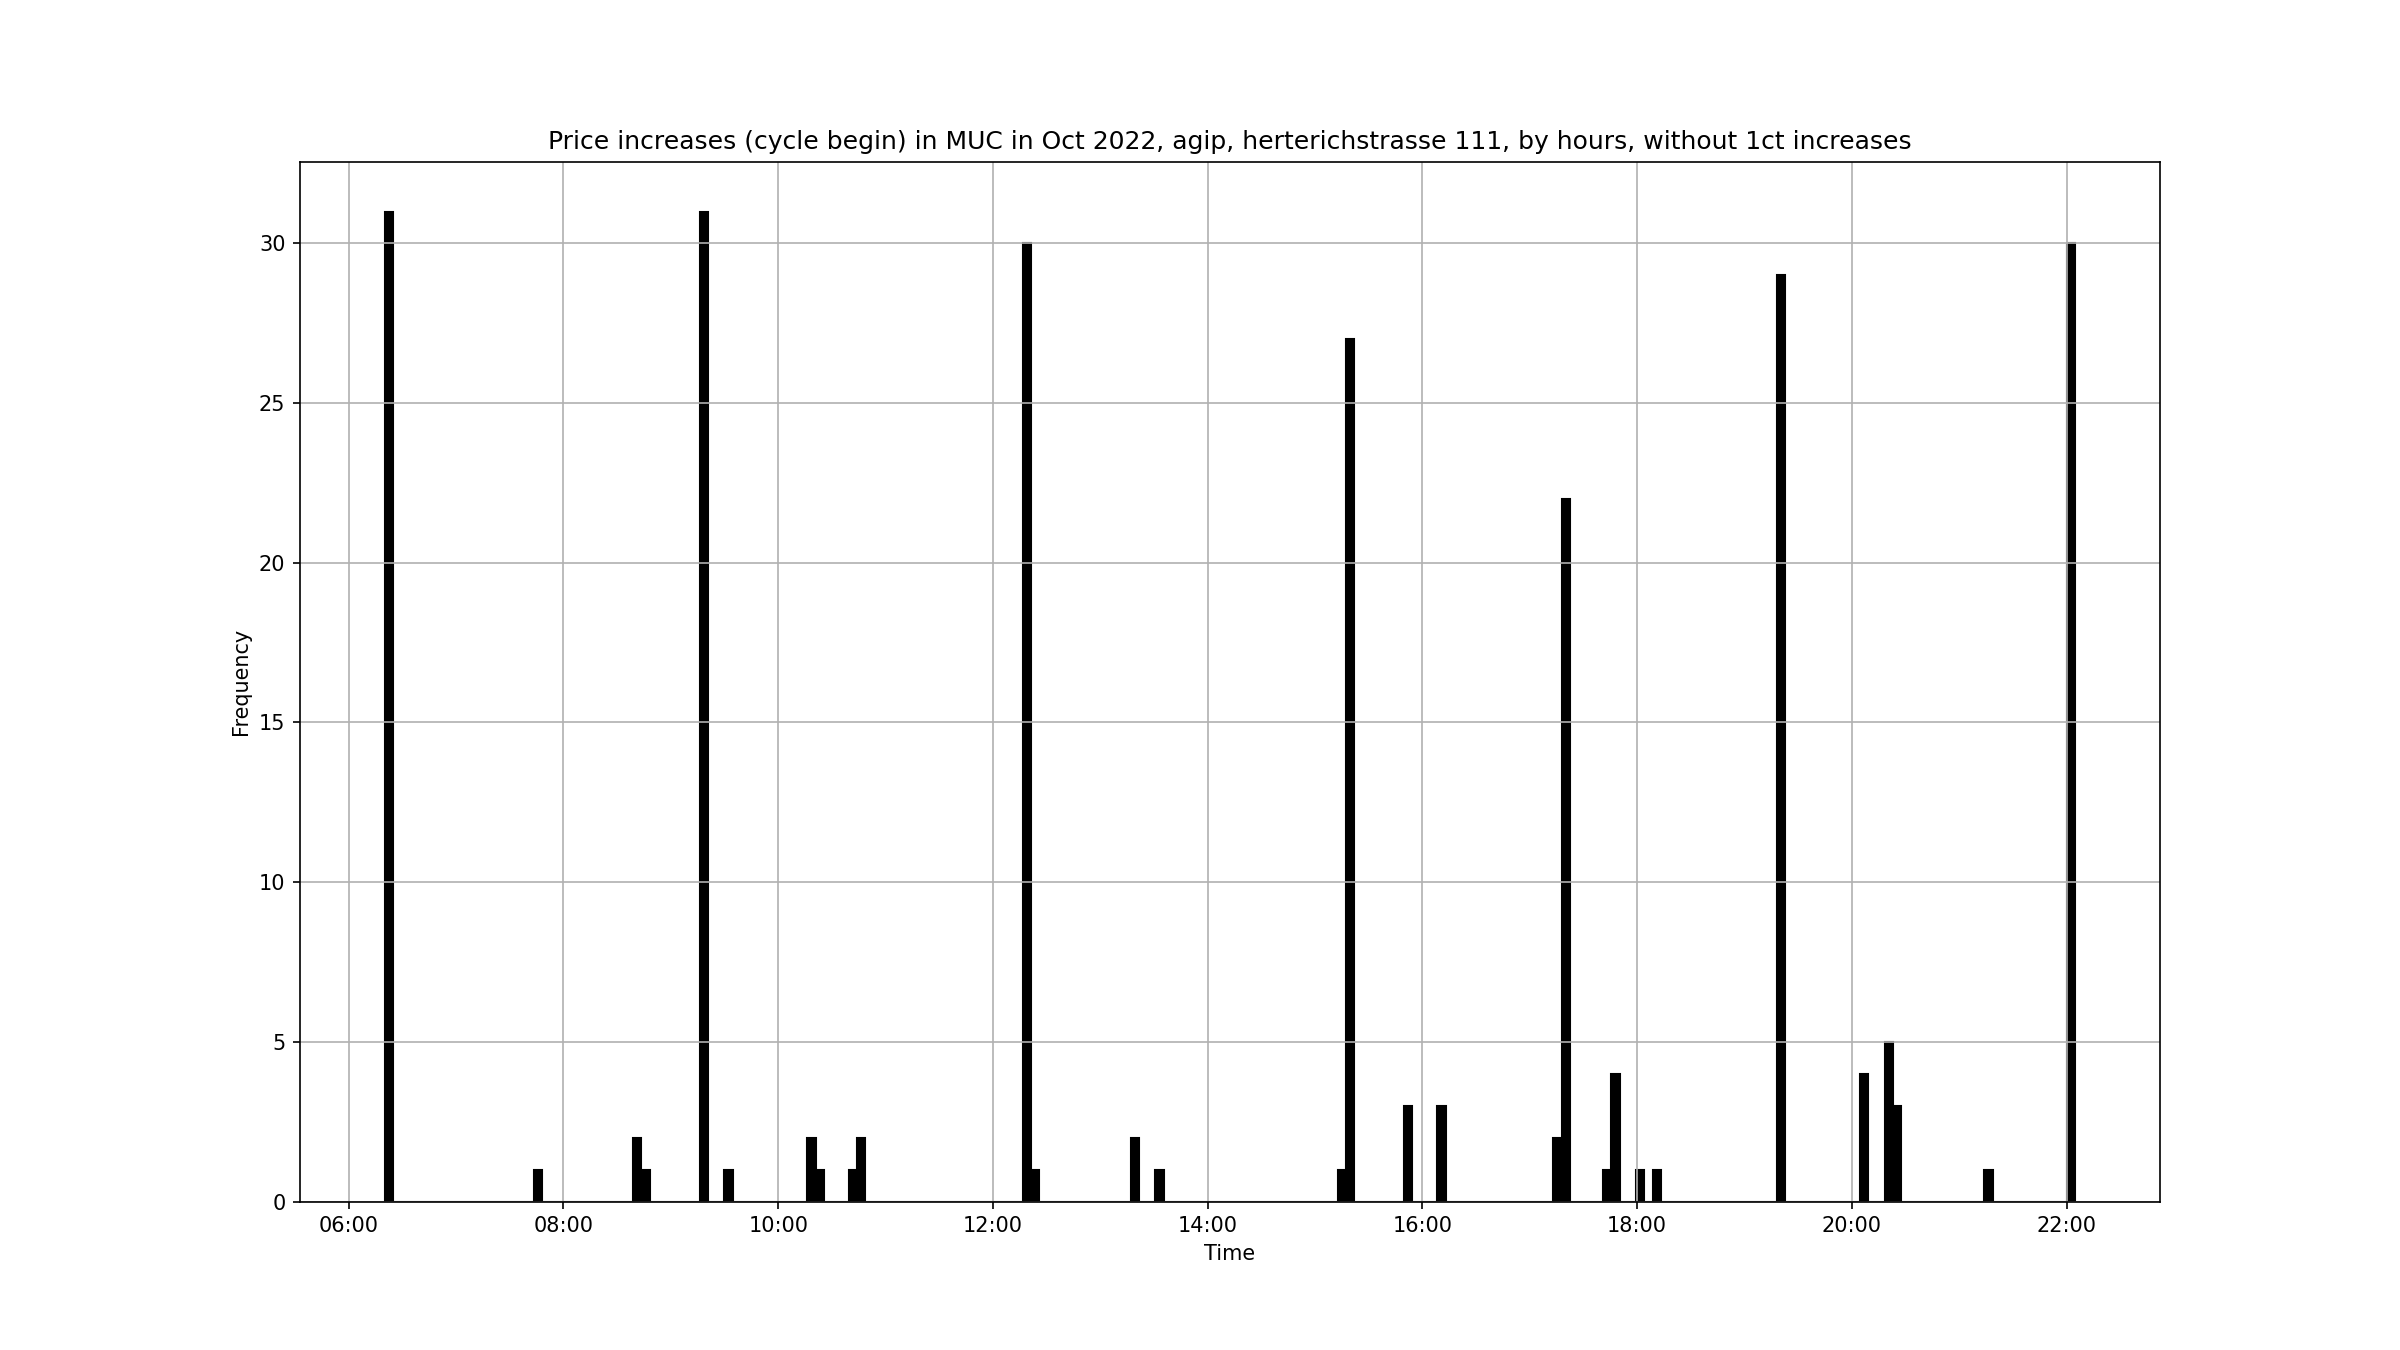 Price increases (cycle begin) in MUC in Oct 2022, agip, herterichstrasse 111, by hours, without 1ct increases
30
25
20
15
10
5
0
Frequency
06:00 08:00 10:00 12:00 14:00 16:00 18:00 20:00 22:00
Time